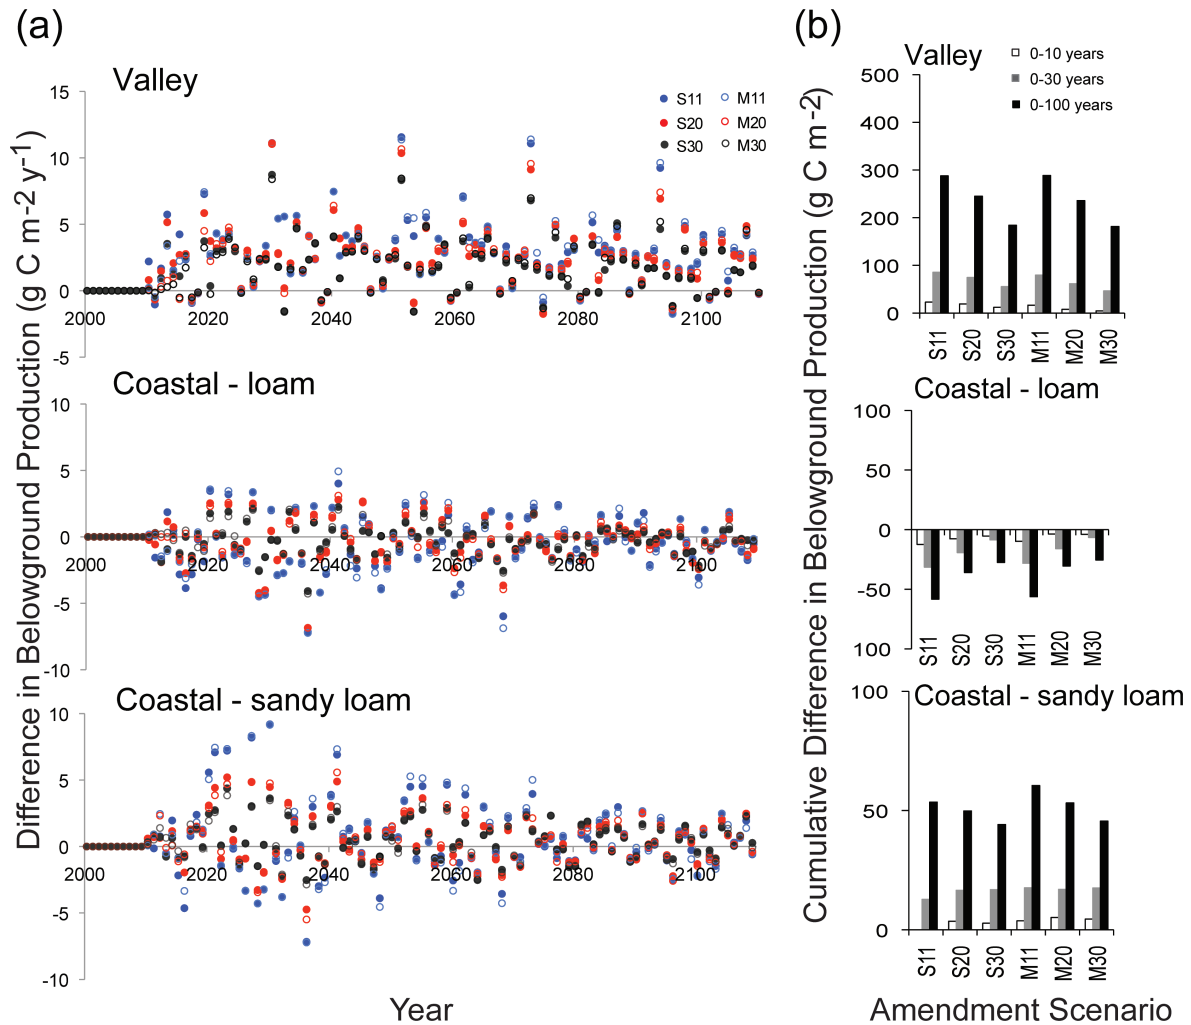 (a)
Difference in Belowground Production (g C m-2 y-1)
Valley
15
10
5
0
-5
2000
2020
2040
2060
2080
2100
S11
M11
S20
M20
S30
M30
Coastal - loam
10
5
0
-5
-10
2000
2020
2040
2060
2080
2100
Coastal - sandy loam
10
5
0
-5
-10
2000
2020
2040
2060
2080
2100
Year
(b)
Cumulative Difference in Belowground Production (g C m-2)
Valley
0-10 years
0-30 years
0-100 years
500
400
300
200
100
0
S11
S20
S30
M11
M20
M30
Coastal - loam
100
50
0
-50
100
S11
S20
S30
M11
M20
M30
Coastal - sandy loam
100
50
0
S11
S20
S30
M11
M20
M30
Amendment Scenario